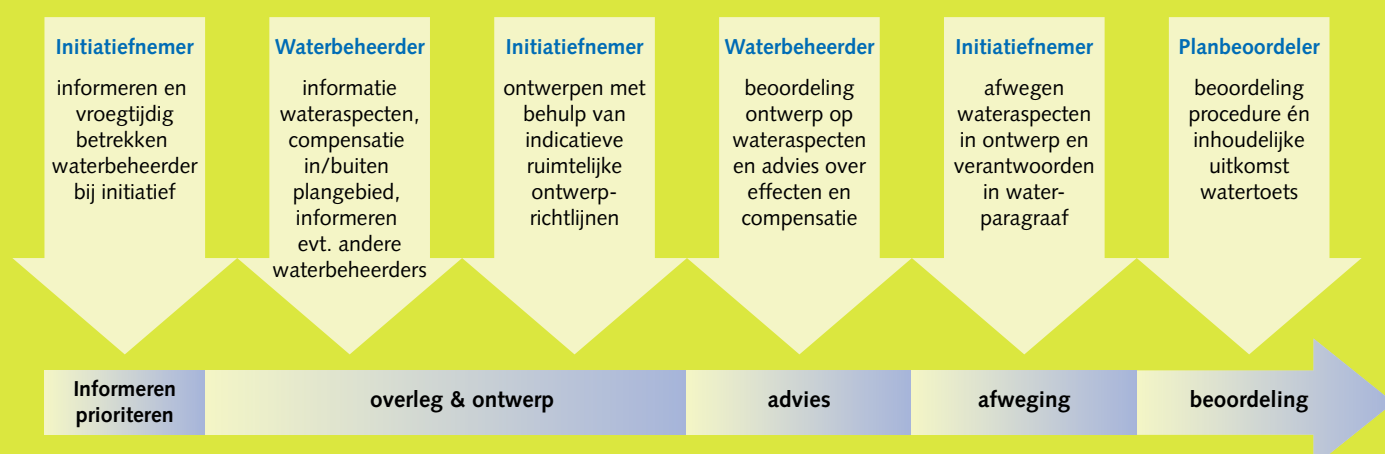 Initiatiefnemer
informeren en
vroegtijdig
betrekken
waterbeheerder
bij initiatief
Waterbeheerder
informatie
wateraspecten,
compensatie
in/buiten
plangebied,
informeren
evt. andere
waterbeheerders
Initiatiefnemer
ontwerpen met
behulp van
indicatieve
ruimtelijke
ontwerp-
richtlijnen
Waterbeheerder
beoordeling
ontwerp op
wateraspecten
en advies over
effecten en
compensatie
Initiatiefnemer
afwegen
wateraspecten
in ontwerp en
verantwoorden
in water-
paragraaf
Planbeoordeler
beoordeling
procedure én
inhoudelijke
uitkomst
watertoets
Informeren
prioriteren
overleg & ontwerp
advies
afweging
beoordeling